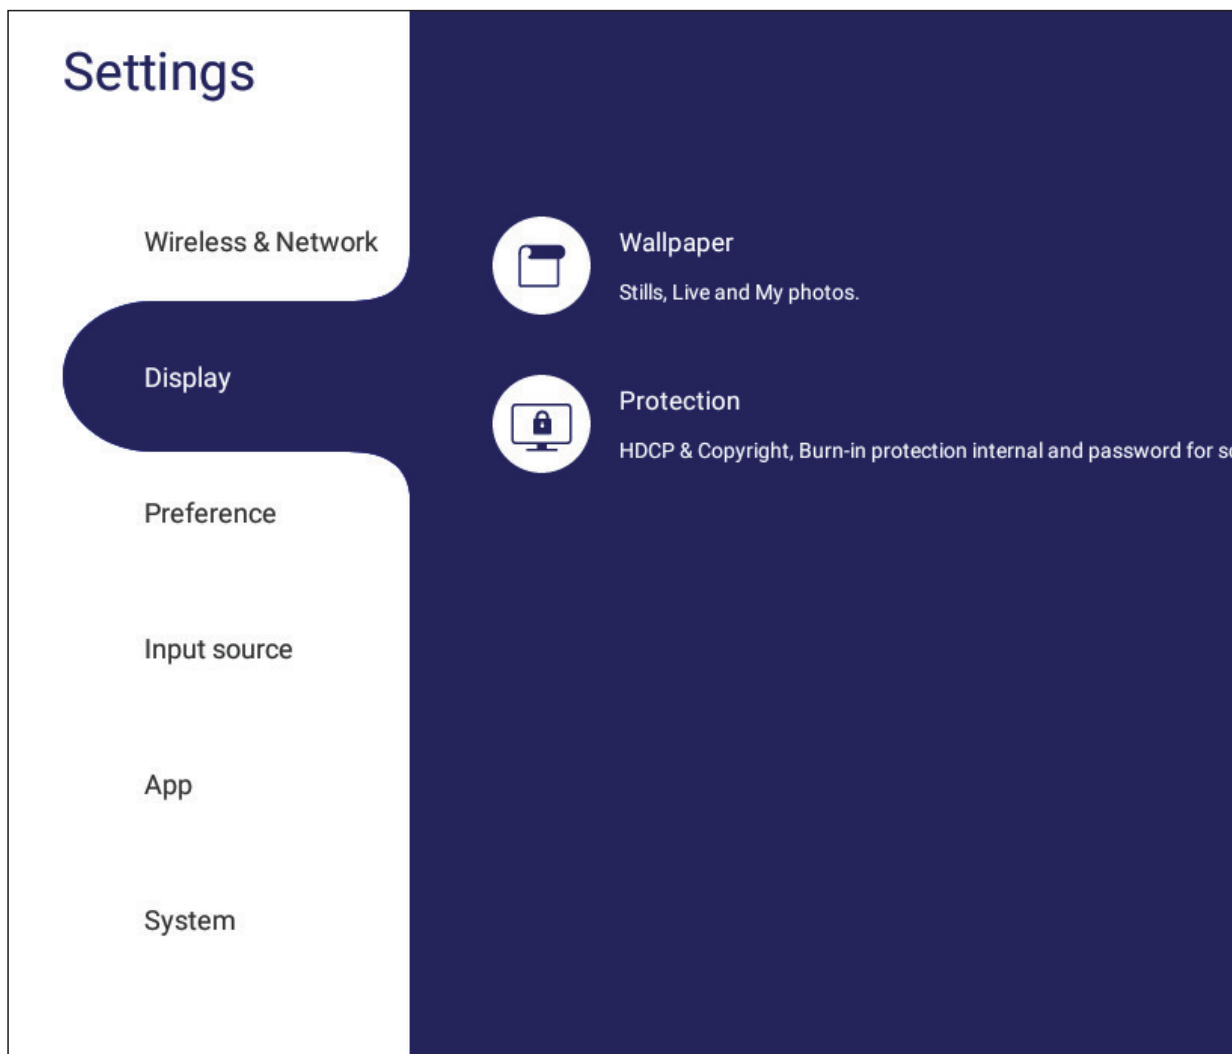 Settings
Wireless & Network
Display
Preference
Input source
App
System
Wallpaper
Stills, Live and My photos.
Protection
HDCP & Copyright, Burn-in protection internal and password for